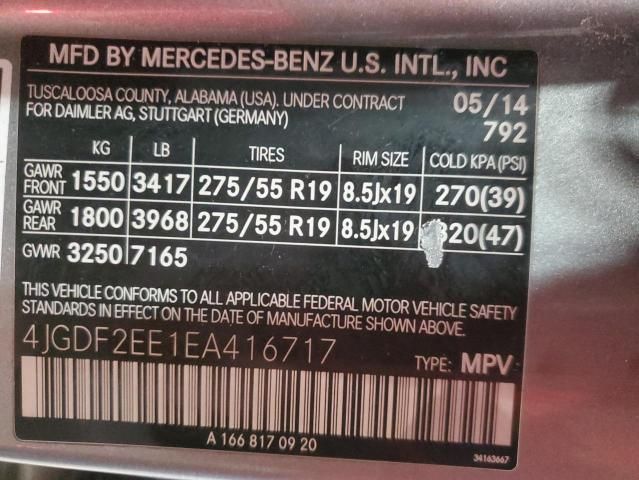 MFD BY MERCEDES-BENZ U.S. INTL., INC
TUSCALOOSA COUNTY, ALABAMA (USA). UNDER CONTRACT 05/14
FOR DAIMLER AG, STUTTGART (GERMANY) 792
KG LB TIRES RIM SIZE COLD KPA (PSI)
GAWR FRONT 1550 3417 275/55 R19 8.5Jx19 270(39)
GAWR REAR 1800 3968 275/55 R19 8.5Jx19 320(47)
GVWR 3250 7165
THIS VEHICLE CONFORMS TO ALL APPLICABLE FEDERAL MOTOR VEHICLE SAFETY
STANDARDS IN EFFECT ON THE DATE OF MANUFACTURE SHOWN ABOVE.
4JGDF2EE1EA416717 TYPE: MPV
A 166 817 09 20
34163667